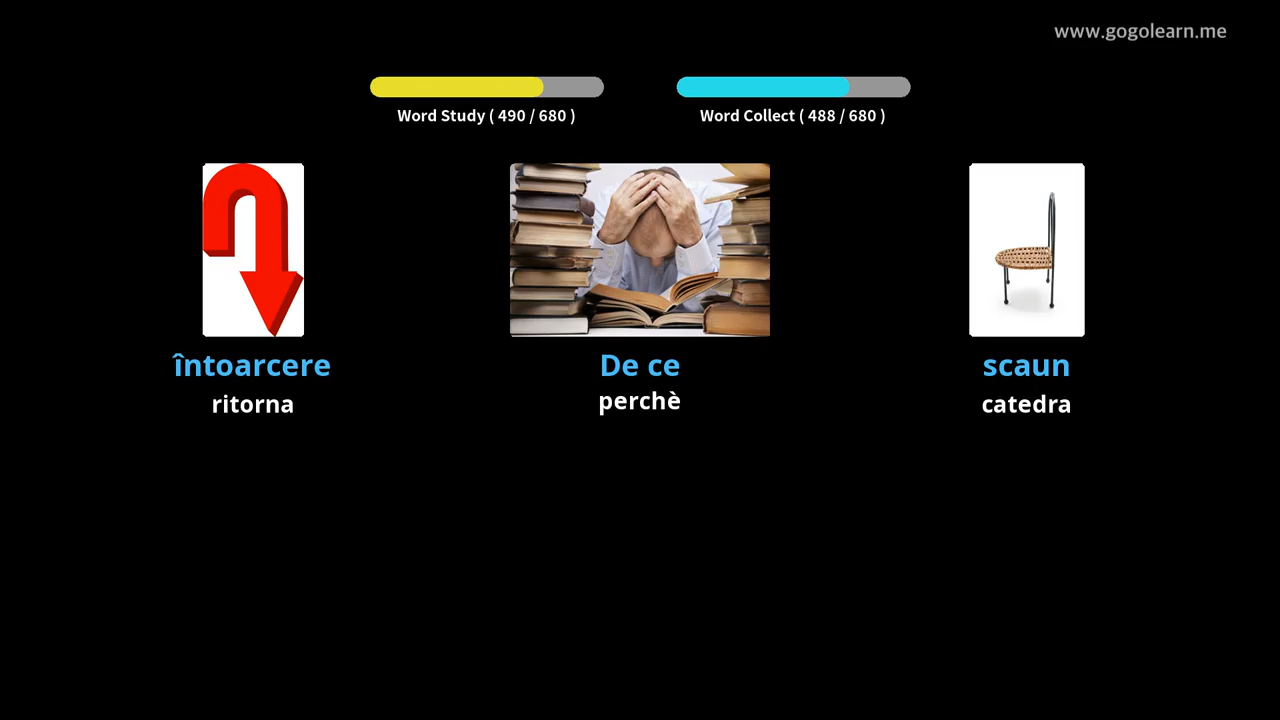 www.gogolearn.me
Word Study ( 490 / 680 )
Word Collect ( 488 / 680 )
întoarcere
De ce
scaun
ritorna
perchè
catedra